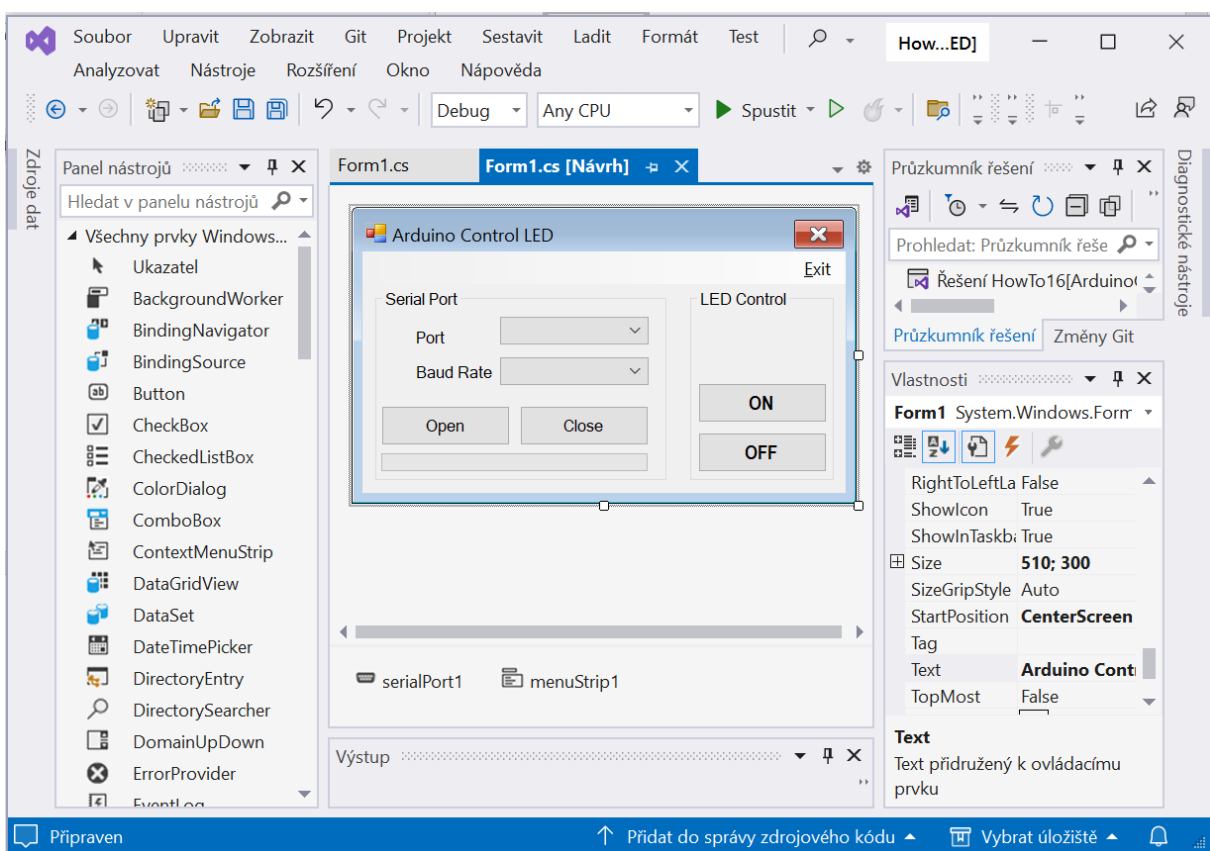 Soubor Upravit Zobrazit Git Projekt Sestavit Ladit Formát Test How...ED]
Analyzovat Nástroje Rozšíření Okno Nápověda
Debug Any CPU Spustit
Zdroje dat
Panel nástrojů
Hledat v panelu nástrojů
Všechny prvky Windows...
Ukazatel
BackgroundWorker
BindingNavigator
BindingSource
Button
CheckBox
CheckedListBox
ColorDialog
ComboBox
ContextMenuStrip
DataGridView
DataSet
DateTimePicker
DirectoryEntry
DirectorySearcher
DomainUpDown
ErrorProvider
EventLog
Form1.cs Form1.cs [Návrh]
Arduino Control LED
Exit
Serial Port
Port
Baud Rate
Open Close
LED Control
ON
OFF
serialPort1 menuStrip1
Výstup
Průzkumník řešení
Prohledat: Průzkumník řeše
Řešení HowTo16[Arduino
Průzkumník řešení Změny Git
Vlastnosti
Form1 System.Windows.Form
RightToLeftLa False
ShowIcon True
ShowInTaskba True
Size 510; 300
SizeGripStyle Auto
StartPosition CenterScreen
Tag
Text Arduino Cont
TopMost False
Text
Text přidružený k ovládacímu
prvku
Diagnostické nástroje
Připraven Přidat do správy zdrojového kódu Vybrat úložiště